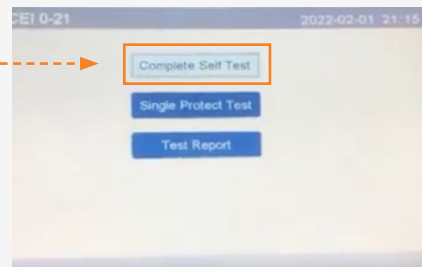 CEI 0-21 2022-02-01 21:15
Complete Self Test
Single Protect Test
Test Report